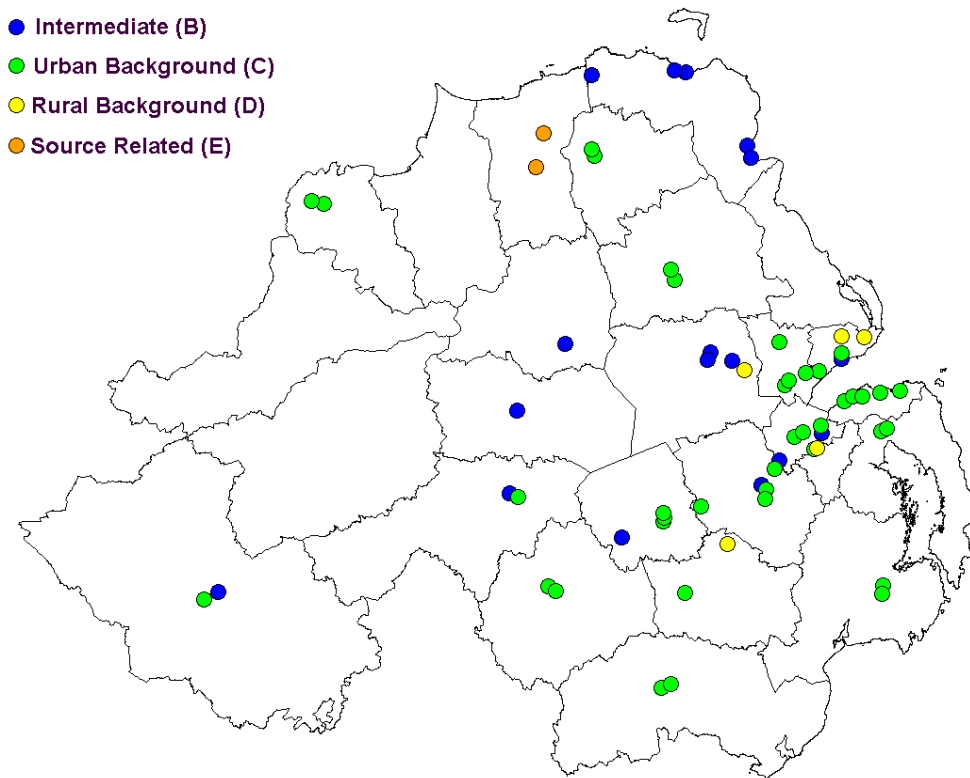 Intermediate (B)
Urban Background (C)
Rural Background (D)
Source Related (E)